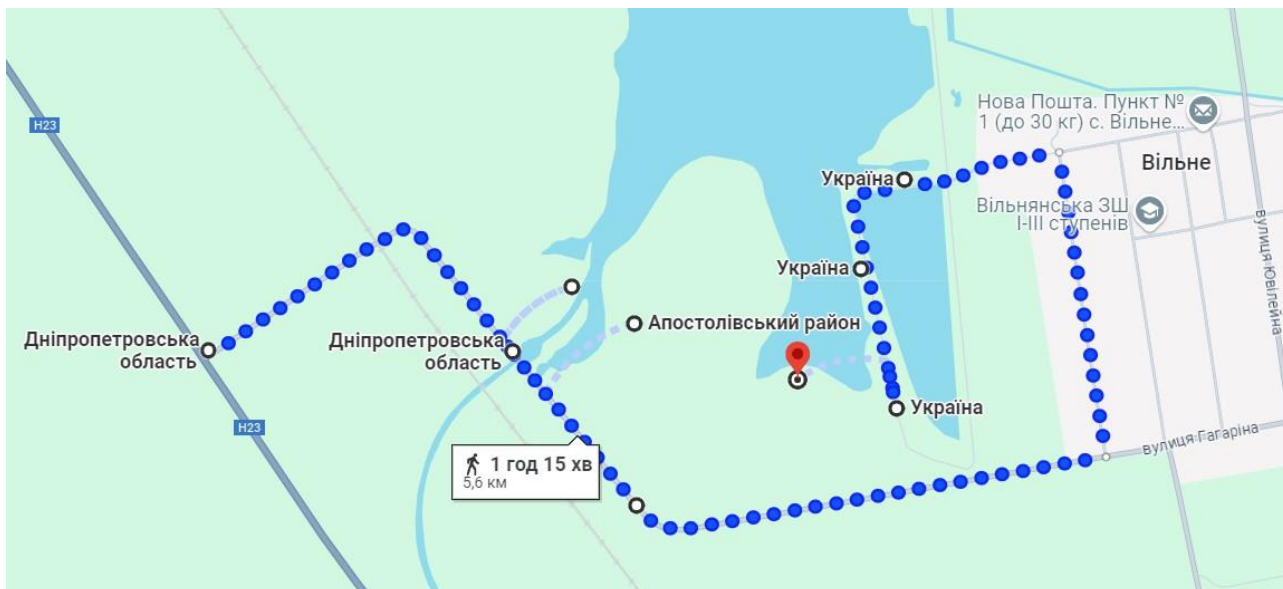 Нова Пошта. Пункт №
1 (до 30 кг) с. Вільне...
H23
Вільне
Україна
Вільнянська ЗШ
І-ІІІ ступенів
вулиця Ювілейна
Україна
Апостолівський район
Дніпропетровська
область
Дніпропетровська
область
Україна
H23
вулиця Гагаріна
1 год 15 хв
5,6 км